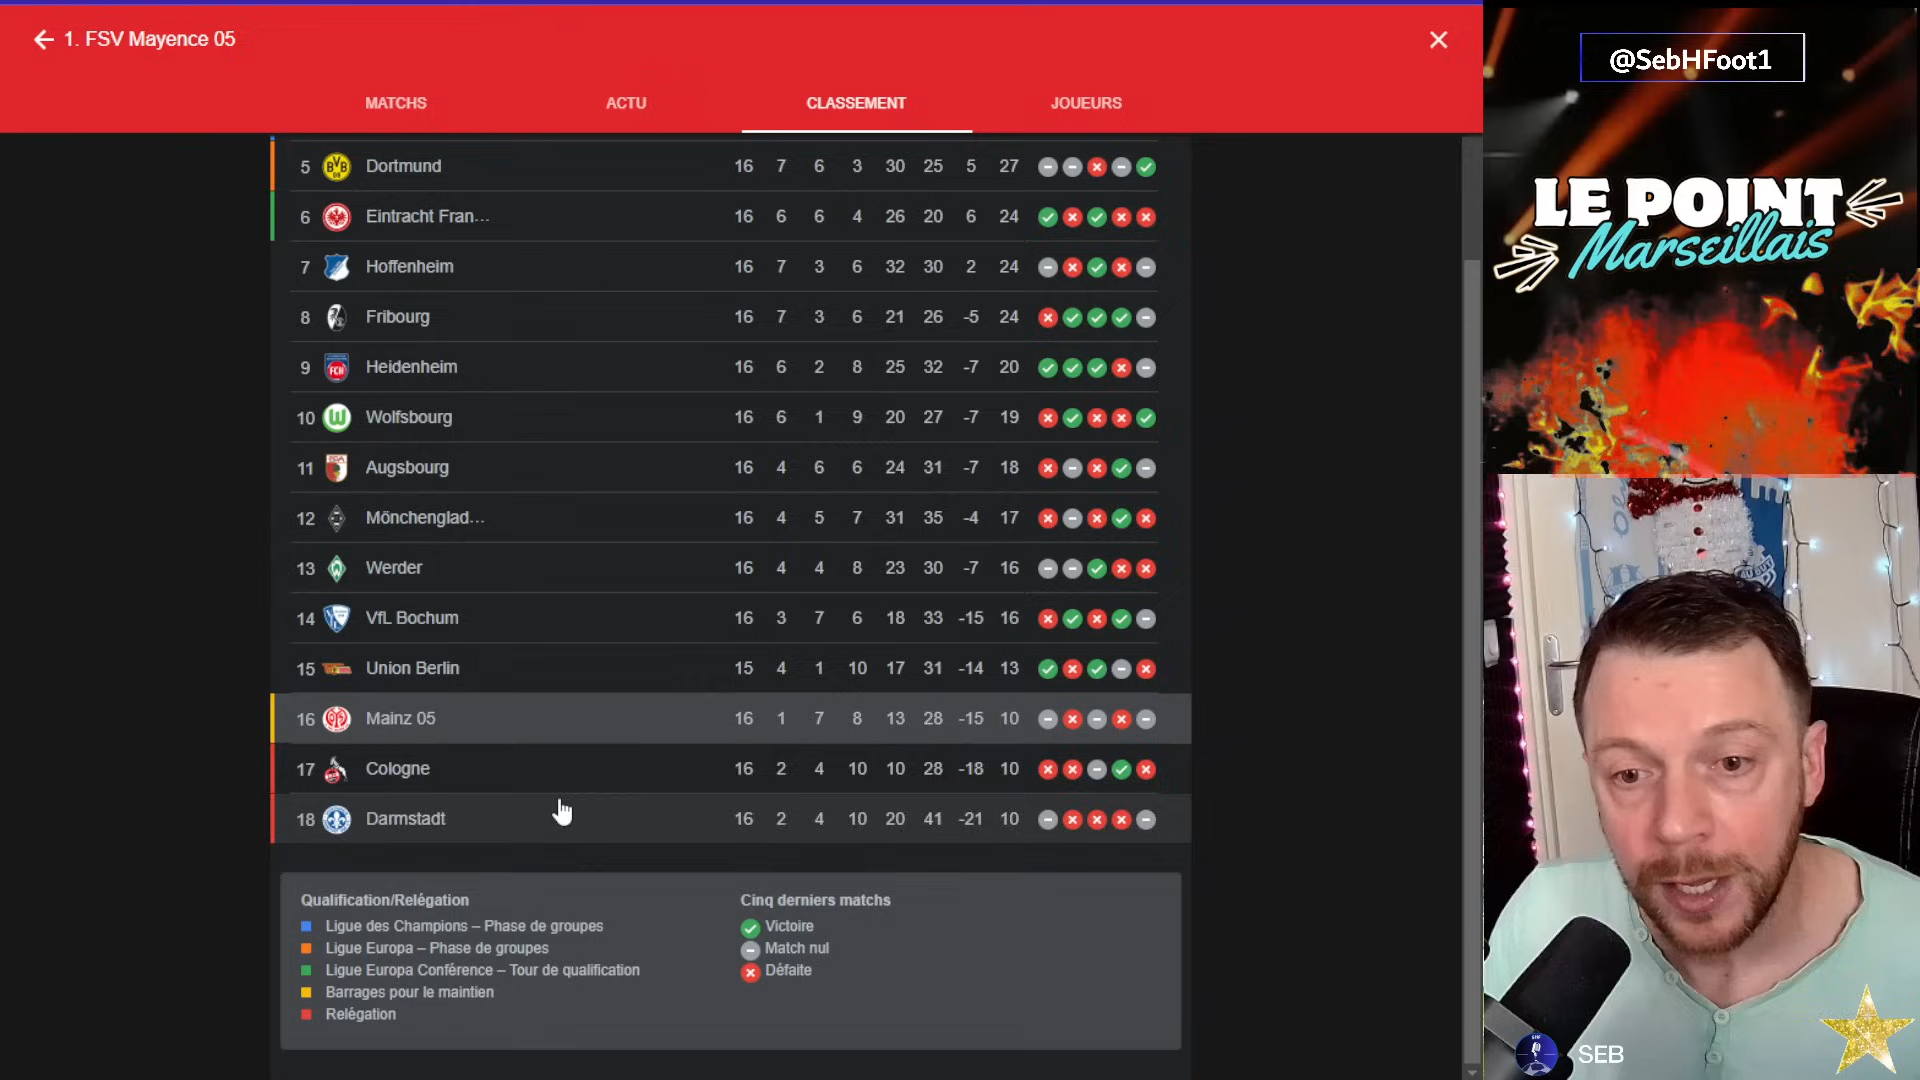 1. FSV Mayence 05
MATCHS ACTU CLASSEMENT JOUEURS
5 Dortmund 16 7 6 3 30 25 5 27
6 Eintracht Fran... 16 6 6 4 26 20 6 24
7 Hoffenheim 16 7 3 6 32 30 2 24
8 Fribourg 16 7 3 6 21 26 -5 24
9 Heidenheim 16 6 2 8 25 32 -7 20
10 Wolfsbourg 16 6 1 9 20 27 -7 19
11 Augsbourg 16 4 6 6 24 31 -7 18
12 Mönchenglad... 16 4 5 7 31 35 -4 17
13 Werder 16 4 4 8 23 30 -7 16
14 VfL Bochum 16 3 7 6 18 33 -15 16
15 Union Berlin 15 4 1 10 17 31 -14 13
16 Mainz 05 16 1 7 8 13 28 -15 10
17 Cologne 16 2 4 10 10 28 -18 10
18 Darmstadt 16 2 4 10 20 41 -21 10
Qualification/Relégation
Ligue des Champions – Phase de groupes
Ligue Europa – Phase de groupes
Ligue Europa Conférence – Tour de qualification
Barrages pour le maintien
Relégation
Cinq derniers matchs
Victoire
Match nul
Défaite
@SebHFoot1
LE POINT
Marseillais
SEB